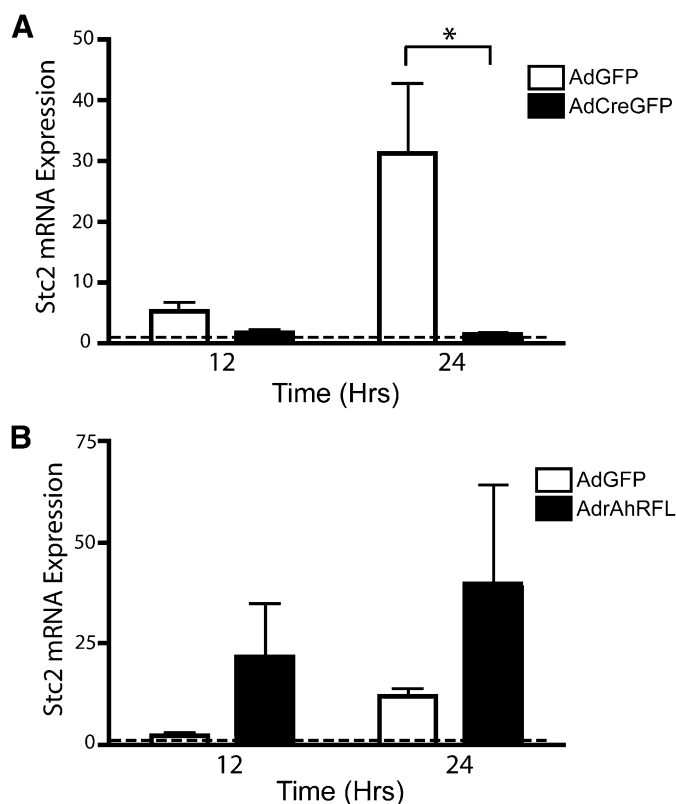 A
50
40
30
20
10
0
Stc2 mRNA Expression
*
AdGFP
AdCreGFP
12
24
Time (Hrs)
B
75
50
25
0
Stc2 mRNA Expression
AdGFP
AdrAhRFL
12
24
Time (Hrs)